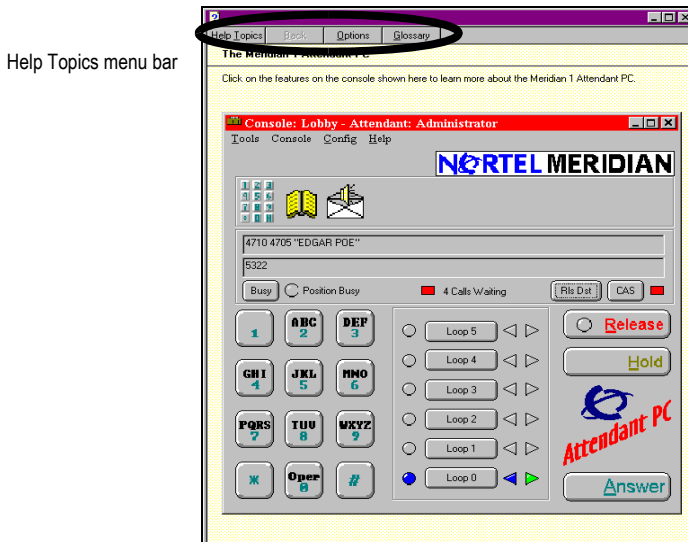 ?
Help Topics Back Options Glossary
Help Topics menu bar
The Meridian 1 Attendant PC
Click on the features on the console shown here to learn more about the Meridian 1 Attendant PC.
Console: Lobby - Attendant: Administrator
Tools Console Config Help
NORTEL MERIDIAN
4710 4705 "EDGAR POE"
5322
Busy Position Busy 4 Calls Waiting Rls Dst CAS
1 ABC 2 DEF 3
GHI 4 JKL 5 MNO 6
PQRS 7 TUV 8 WXYZ 9
* Oper 0 #
Loop 5
Loop 4
Loop 3
Loop 2
Loop 1
Loop 0
Release
Hold
Attendant PC
Answer